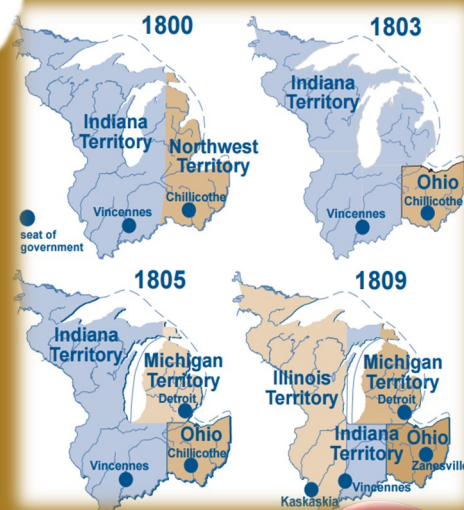 1800
Indiana
Territory
Northwest
Territory
Chillicothe
Vincennes
seat of
government
1803
Indiana
Territory
Ohio
Chillicothe
Vincennes
1805
Indiana
Territory
Michigan
Territory
Detroit
Ohio
Chillicothe
Vincennes
1809
Illinois
Territory
Michigan
Territory
Detroit
Indiana
Territory
Ohio
Zanesville
Vincennes
Kaskaskia